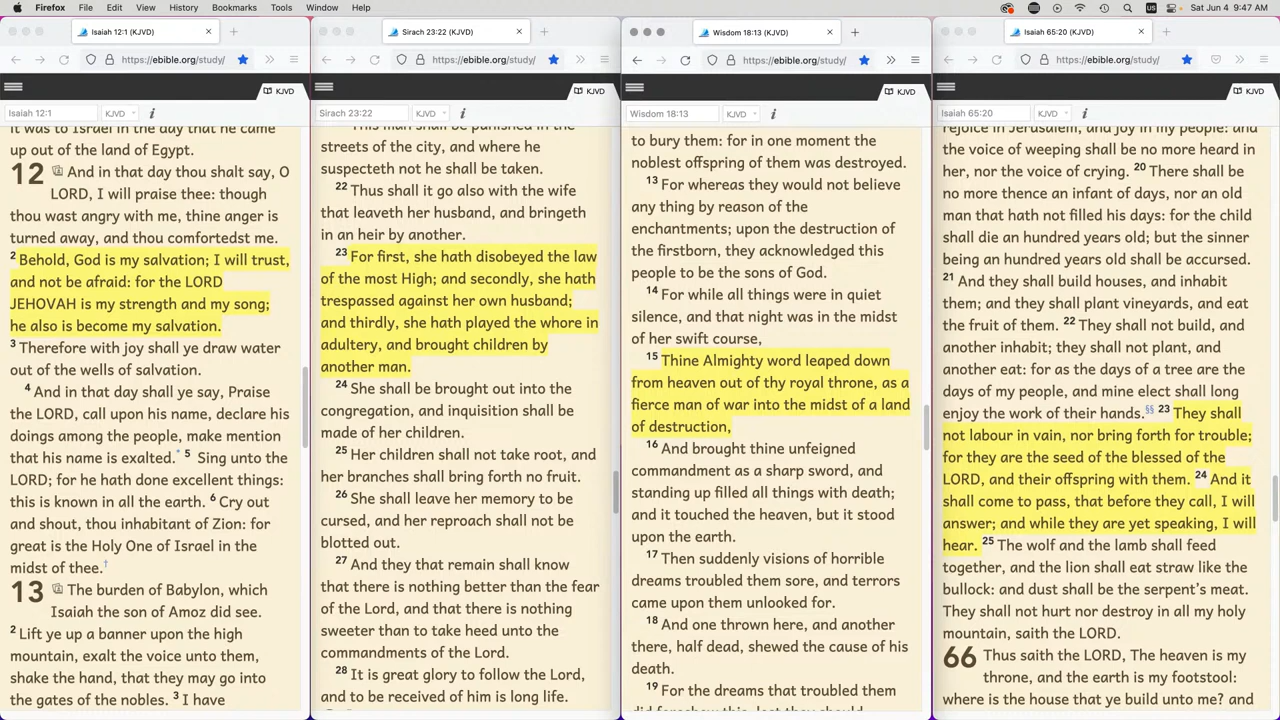 Firefox File Edit View History Bookmarks Tools Window Help US Sat Jun 4 9:47 AM
Isaiah 12:1 (KJVD)
https://ebible.org/study/
KJVD
Isaiah 12:1 KJVD i
It was to Israel in the day that he came
up out of the land of Egypt.
12 And in that day thou shalt say, O
LORD, I will praise thee: though
thou wast angry with me, thine anger is
turned away, and thou comfortedst me.
2 Behold, God is my salvation; I will trust,
and not be afraid: for the LORD
JEHOVAH is my strength and my song;
he also is become my salvation.
3 Therefore with joy shall ye draw water
out of the wells of salvation.
4 And in that day shall ye say, Praise
the LORD, call upon his name, declare his
doings among the people, make mention
that his name is exalted.* 5 Sing unto the
LORD; for he hath done excellent things:
this is known in all the earth. 6 Cry out
and shout, thou inhabitant of Zion: for
great is the Holy One of Israel in the
midst of thee.†
13 The burden of Babylon, which
Isaiah the son of Amoz did see.
2 Lift ye up a banner upon the high
mountain, exalt the voice unto them,
shake the hand, that they may go into
the gates of the nobles. 3 I have
Sirach 23:22 (KJVD)
https://ebible.org/study/
KJVD
Sirach 23:22 KJVD i
This man shall be punished in the
streets of the city, and where he
suspecteth not he shall be taken.
22 Thus shall it go also with the wife
that leaveth her husband, and bringeth
in an heir by another.
23 For first, she hath disobeyed the law
of the most High; and secondly, she hath
trespassed against her own husband;
and thirdly, she hath played the whore in
adultery, and brought children by
another man.
24 She shall be brought out into the
congregation, and inquisition shall be
made of her children.
25 Her children shall not take root, and
her branches shall bring forth no fruit.
26 She shall leave her memory to be
cursed, and her reproach shall not be
blotted out.
27 And they that remain shall know
that there is nothing better than the fear
of the Lord, and that there is nothing
sweeter than to take heed unto the
commandments of the Lord.
28 It is great glory to follow the Lord,
and to be received of him is long life.
Wisdom 18:13 (KJVD)
https://ebible.org/study/
KJVD
Wisdom 18:13 KJVD i
to bury them: for in one moment the
noblest offspring of them was destroyed.
13 For whereas they would not believe
any thing by reason of the
enchantments; upon the destruction of
the firstborn, they acknowledged this
people to be the sons of God.
14 For while all things were in quiet
silence, and that night was in the midst
of her swift course,
15 Thine Almighty word leaped down
from heaven out of thy royal throne, as a
fierce man of war into the midst of a land
of destruction,
16 And brought thine unfeigned
commandment as a sharp sword, and
standing up filled all things with death;
and it touched the heaven, but it stood
upon the earth.
17 Then suddenly visions of horrible
dreams troubled them sore, and terrors
came upon them unlooked for.
18 And one thrown here, and another
there, half dead, shewed the cause of his
death.
19 For the dreams that troubled them
did foreshew this, lest they should
Isaiah 65:20 (KJVD)
https://ebible.org/study/
KJVD
Isaiah 65:20 KJVD i
rejoice in Jerusalem, and joy in my people: and
the voice of weeping shall be no more heard in
her, nor the voice of crying. 20 There shall be
no more thence an infant of days, nor an old
man that hath not filled his days: for the child
shall die an hundred years old; but the sinner
being an hundred years old shall be accursed.
21 And they shall build houses, and inhabit
them; and they shall plant vineyards, and eat
the fruit of them. 22 They shall not build, and
another inhabit; they shall not plant, and
another eat: for as the days of a tree are the
days of my people, and mine elect shall long
enjoy the work of their hands.§§ 23 They shall
not labour in vain, nor bring forth for trouble;
for they are the seed of the blessed of the
LORD, and their offspring with them. 24 And it
shall come to pass, that before they call, I will
answer; and while they are yet speaking, I will
hear. 25 The wolf and the lamb shall feed
together, and the lion shall eat straw like the
bullock: and dust shall be the serpent's meat.
They shall not hurt nor destroy in all my holy
mountain, saith the LORD.
66 Thus saith the LORD, The heaven is my
throne, and the earth is my footstool:
where is the house that ye build unto me? and